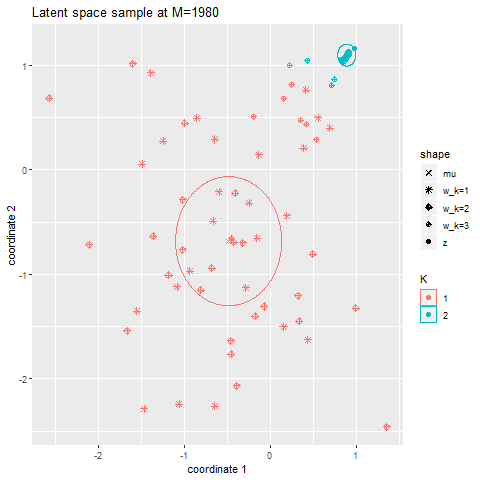 Latent space sample at M=1980
1
0
-1
-2
coordinate 2
-2
-1
0
1
coordinate 1
shape
mu
w_k=1
w_k=2
w_k=3
z
K
1
2